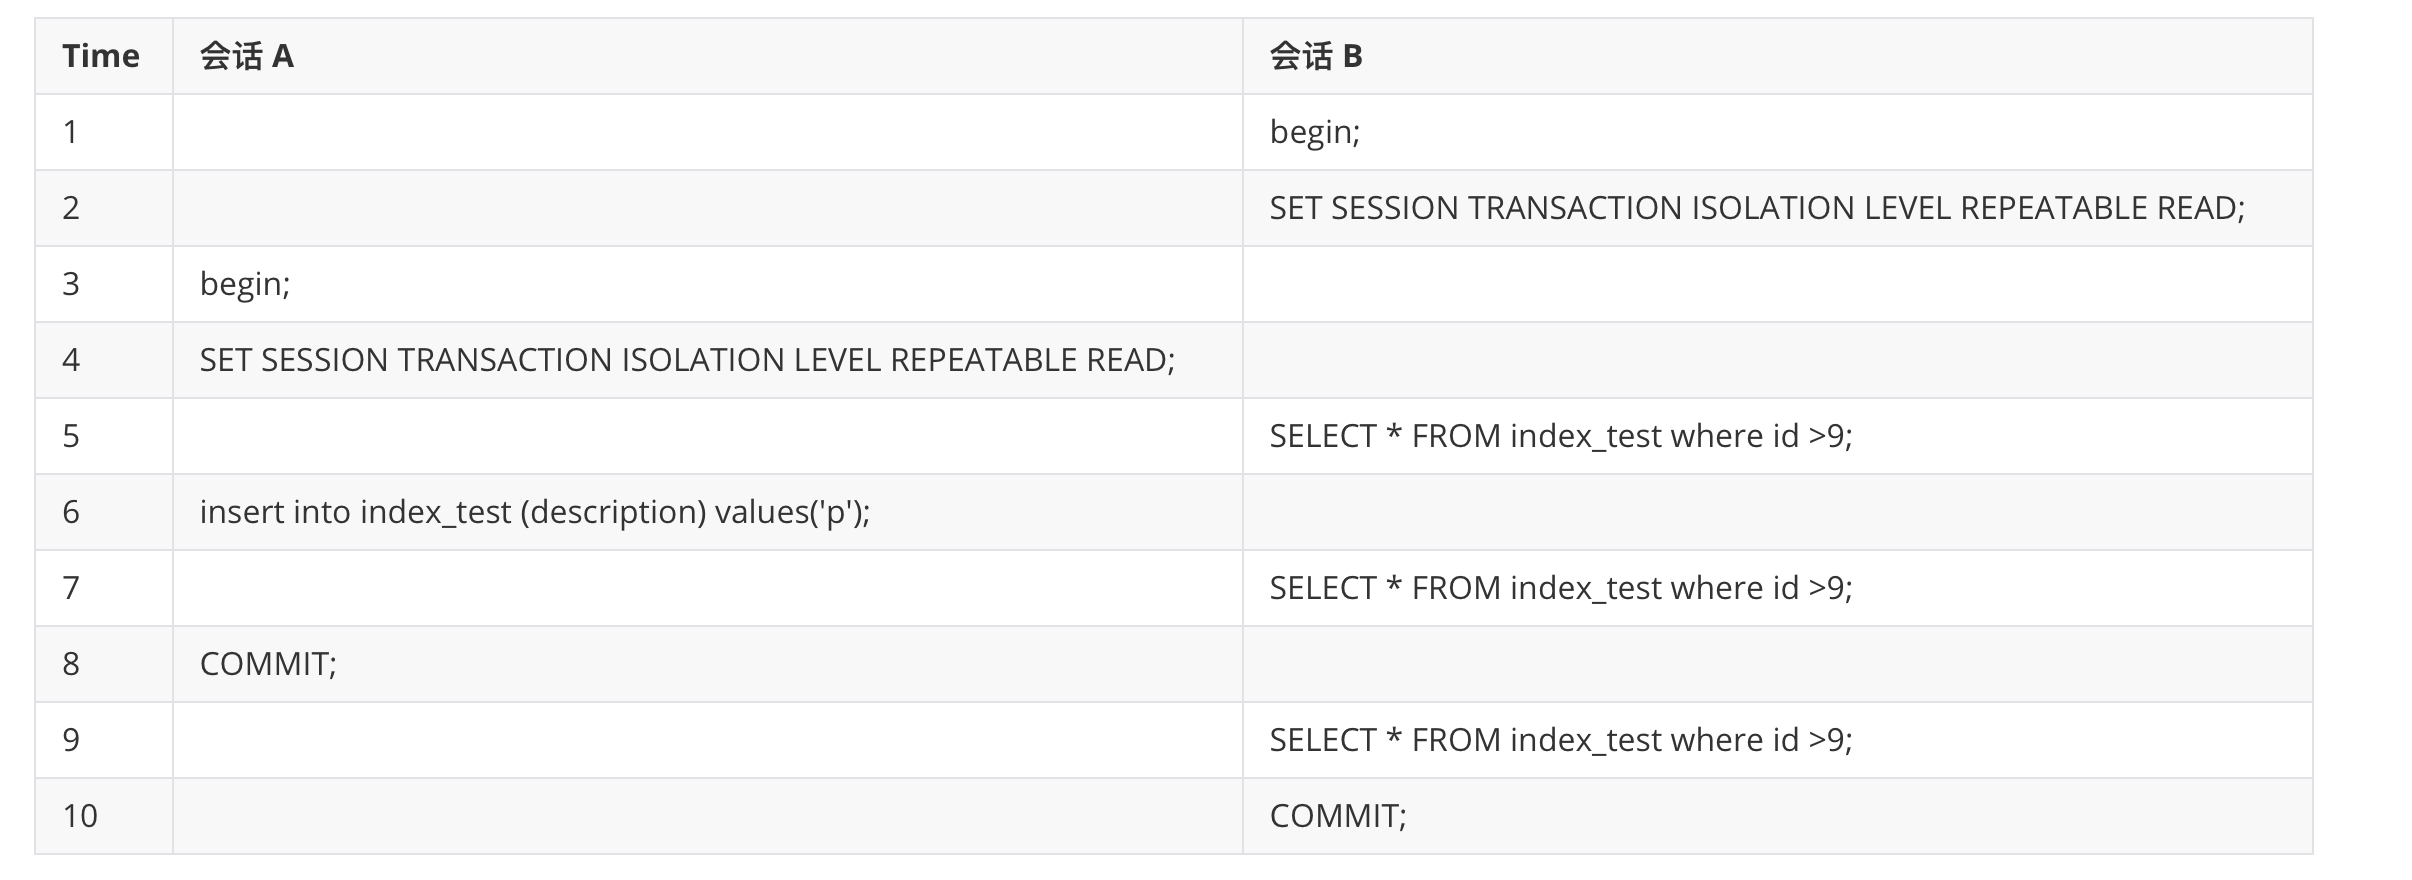 Time 会话 A 会话 B
1 begin;
2 SET SESSION TRANSACTION ISOLATION LEVEL REPEATABLE READ;
3 begin;
4 SET SESSION TRANSACTION ISOLATION LEVEL REPEATABLE READ;
5 SELECT * FROM index_test where id >9;
6 insert into index_test (description) values('p');
7 SELECT * FROM index_test where id >9;
8 COMMIT;
9 SELECT * FROM index_test where id >9;
10 COMMIT;